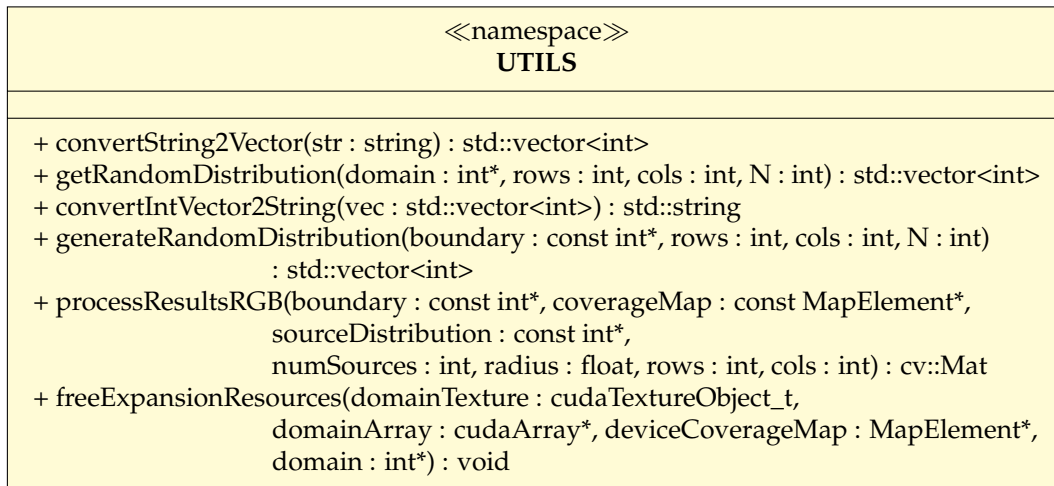 ≪namespace≫
UTILS
+ convertString2Vector(str : string) : std::vector<int>
+ getRandomDistribution(domain : int*, rows : int, cols : int, N : int) : std::vector<int>
+ convertIntVector2String(vec : std::vector<int>) : std::string
+ generateRandomDistribution(boundary : const int*, rows : int, cols : int, N : int)
: std::vector<int>
+ processResultsRGB(boundary : const int*, coverageMap : const MapElement*,
sourceDistribution : const int*,
numSources : int, radius : float, rows : int, cols : int) : cv::Mat
+ freeExpansionResources(domainTexture : cudaTextureObject_t,
domainArray : cudaArray*, deviceCoverageMap : MapElement*,
domain : int*) : void